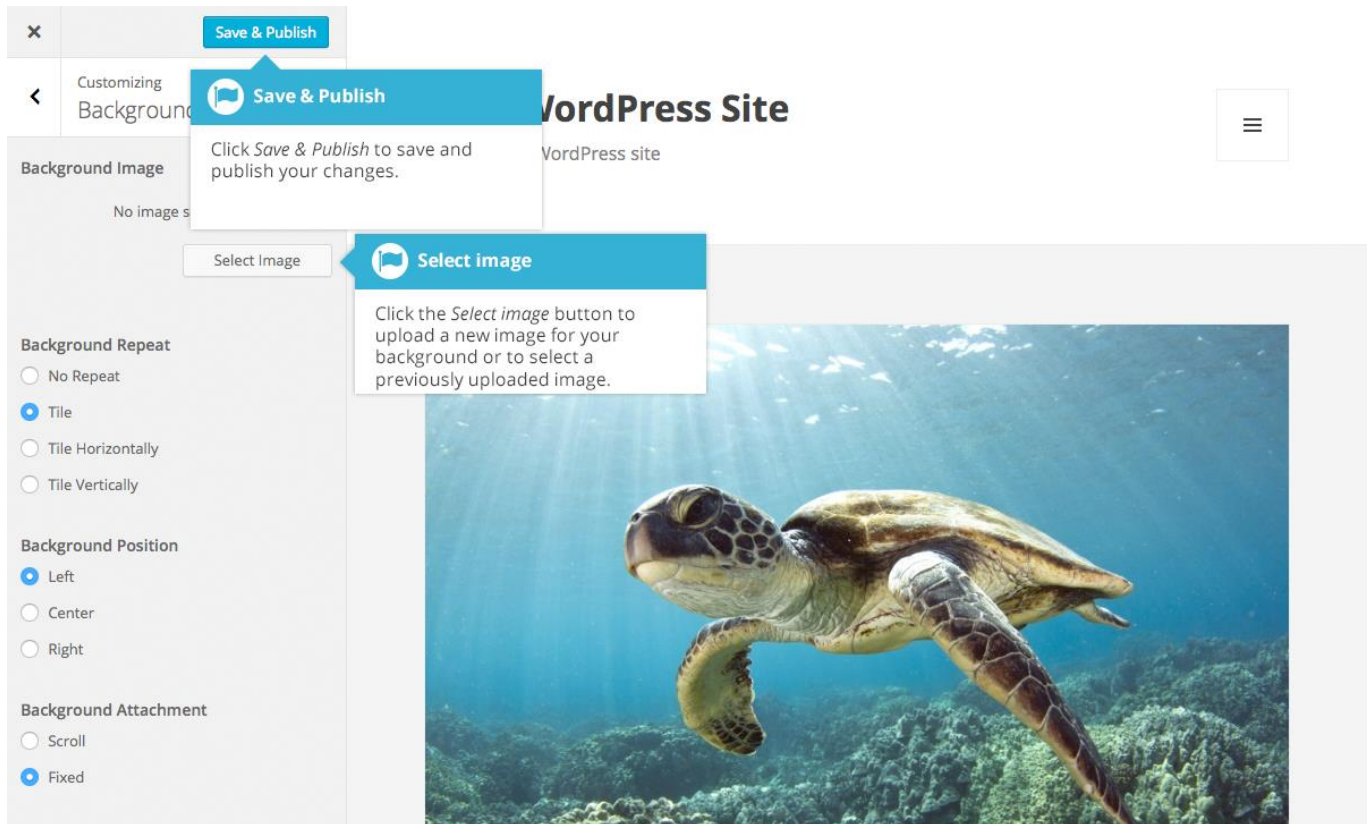 Save & Publish
Customizing
Save & Publish
WordPress Site
Click Save & Publish to save and
publish your changes.
WordPress site
Background Image
No image
Select Image
Select image
Click the Select image button to
upload a new image for your
background or to select a
previously uploaded image.
Background Repeat
No Repeat
Tile
Tile Horizontally
Tile Vertically
Background Position
Left
Center
Right
Background Attachment
Scroll
Fixed